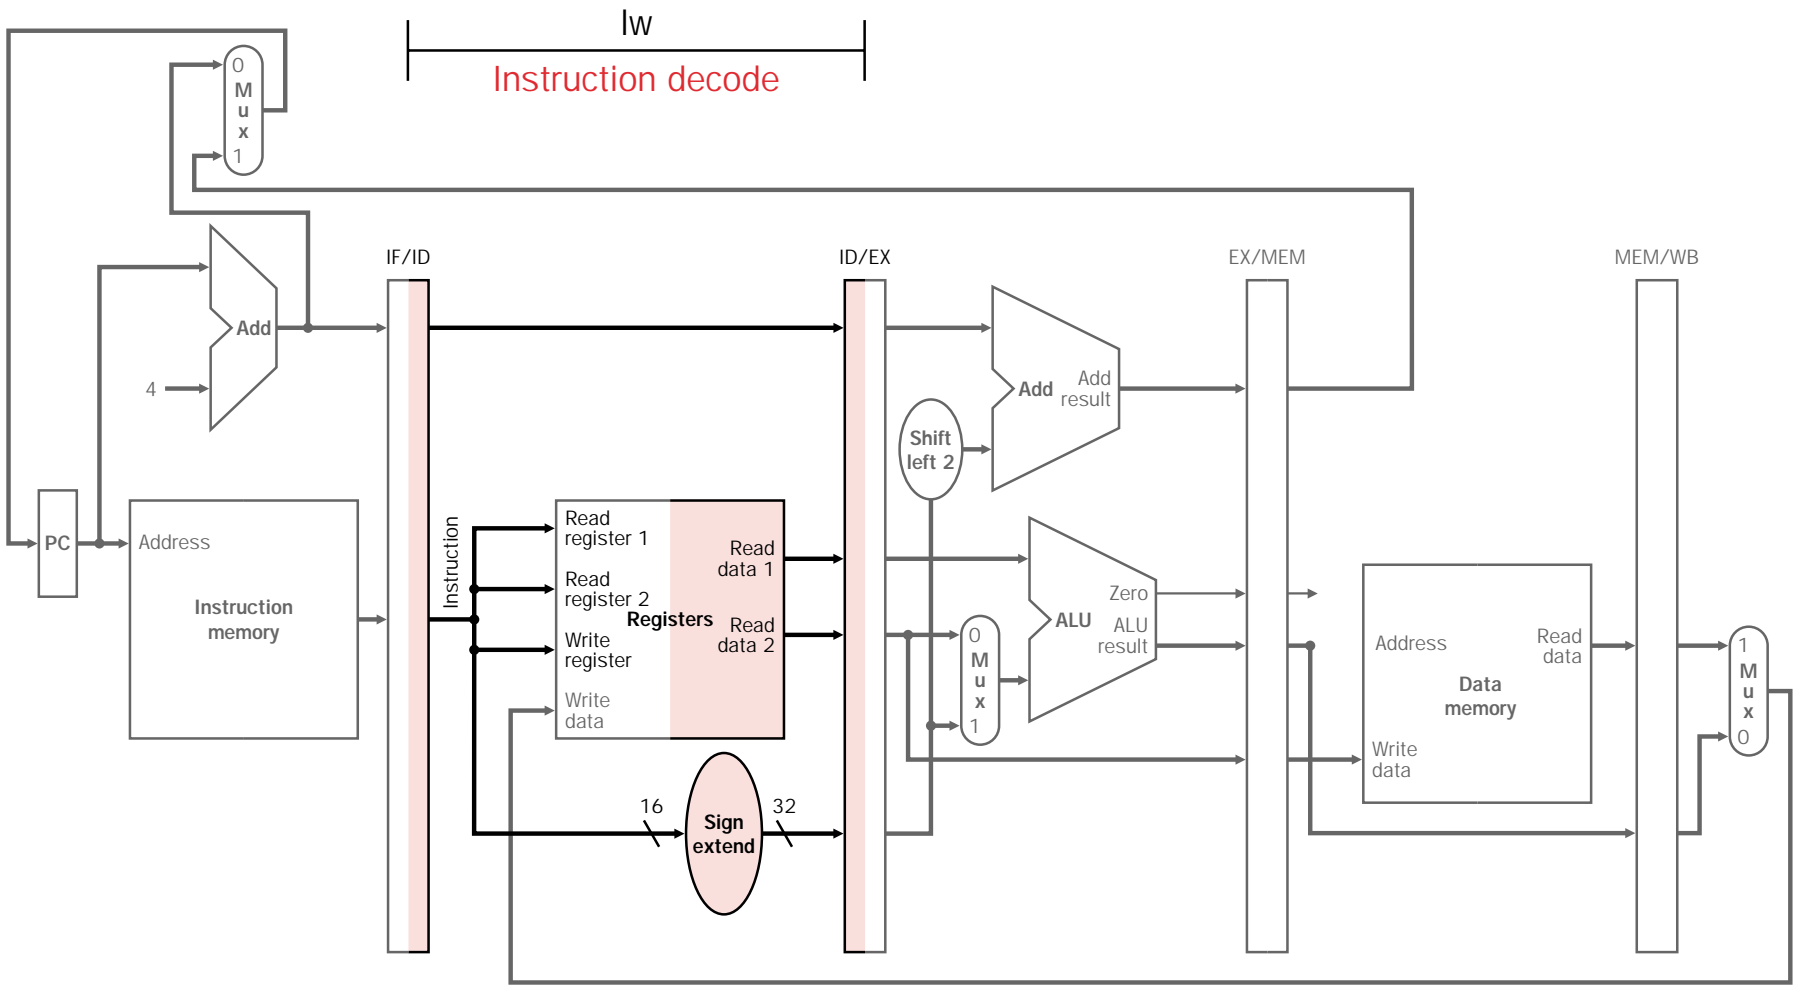 lw
Instruction decode
0
M
u
x
1
IF/ID
ID/EX
EX/MEM
MEM/WB
Add
4
Add
Add
result
Shift
left 2
PC
Address
Instruction
memory
Instruction
Read
register 1
Read
register 2
Write
register
Write
data
Registers
Read
data 1
Read
data 2
16
Sign
extend
32
0
M
u
x
1
ALU
Zero
ALU
result
Address
Read
data
Data
memory
Write
data
1
M
u
x
0